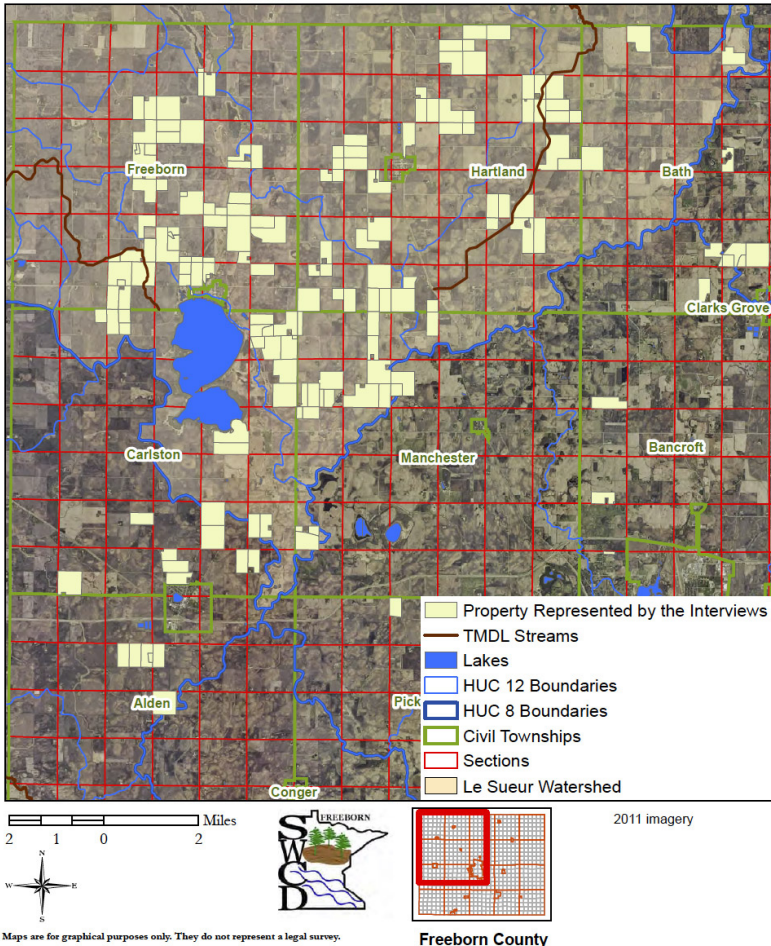 Freeborn
Hartland
Bath
Clarks Grove
Carlston
Manchester
Bancroft
Property Represented by the Interviews
TMDL Streams
Lakes
HUC 12 Boundaries
HUC 8 Boundaries
Civil Townships
Sections
Le Sueur Watershed
Alden
Pick
Conger
2 1 0 2 Miles
N
W E
S
FREEBORN
SWCD
2011 imagery
Maps are for graphical purposes only. They do not represent a legal survey.
Freeborn County